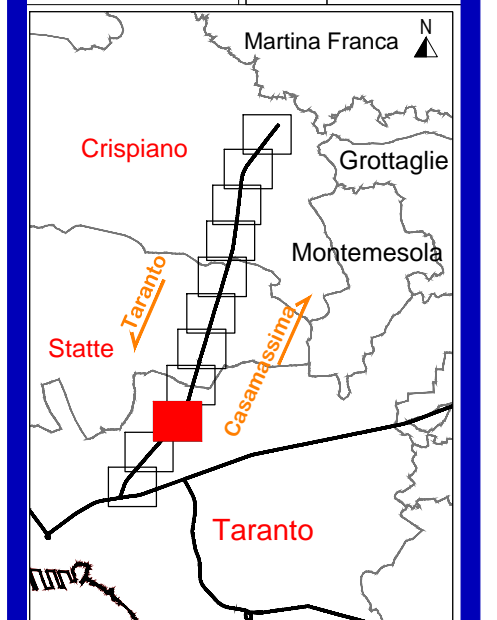 N
Martina Franca
Crispiano
Grottaglie
Montemesola
Taranto
Casamassima
Statte
Taranto